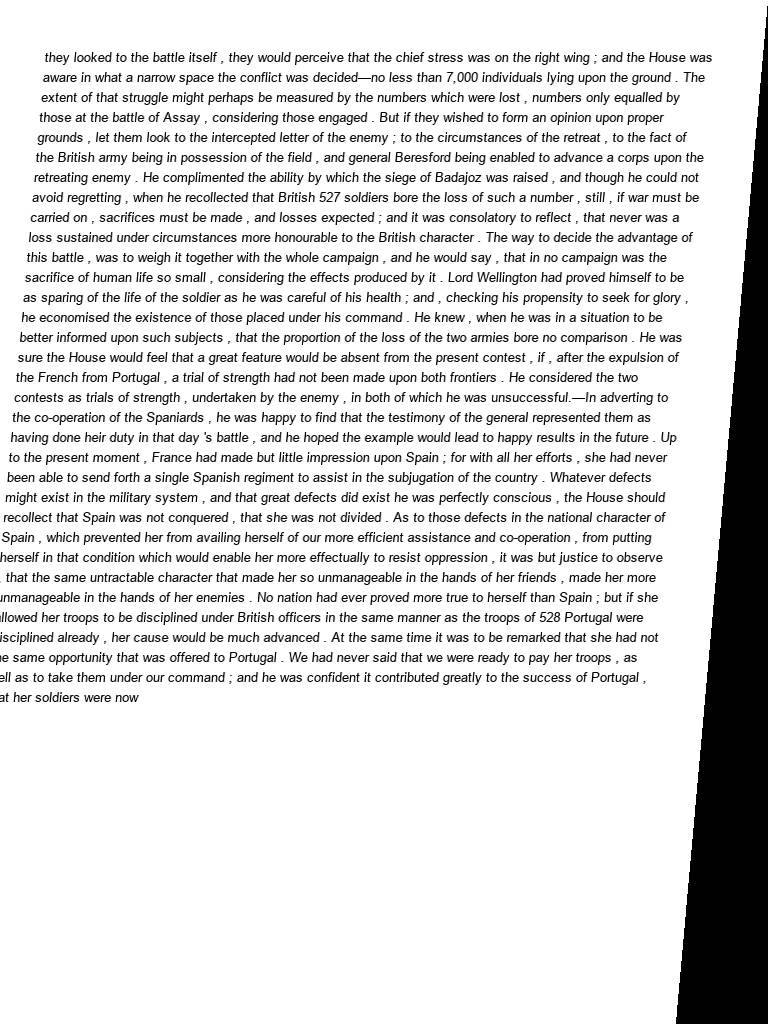 they looked to the battle itself , they would perceive that the chief stress was on the right wing ; and the House was
aware in what a narrow space the conflict was decided—no less than 7,000 individuals lying upon the ground . The
extent of that struggle might perhaps be measured by the numbers which were lost , numbers only equalled by
those at the battle of Assay , considering those engaged . But if they wished to form an opinion upon proper
grounds , let them look to the intercepted letter of the enemy ; to the circumstances of the retreat , to the fact of
the British army being in possession of the field , and general Beresford being enabled to advance a corps upon the
retreating enemy . He complimented the ability by which the siege of Badajoz was raised , and though he could not
avoid regretting , when he recollected that British 527 soldiers bore the loss of such a number , still , if war must be
carried on , sacrifices must be made , and losses expected ; and it was consolatory to reflect , that never was a
loss sustained under circumstances more honourable to the British character . The way to decide the advantage of
this battle , was to weigh it together with the whole campaign , and he would say , that in no campaign was the
sacrifice of human life so small , considering the effects produced by it . Lord Wellington had proved himself to be
as sparing of the life of the soldier as he was careful of his health ; and , checking his propensity to seek for glory ,
he economised the existence of those placed under his command . He knew , when he was in a situation to be
better informed upon such subjects , that the proportion of the loss of the two armies bore no comparison . He was
sure the House would feel that a great feature would be absent from the present contest , if , after the expulsion of
the French from Portugal , a trial of strength had not been made upon both frontiers . He considered the two
contests as trials of strength , undertaken by the enemy , in both of which he was unsuccessful.—In adverting to
the co-operation of the Spaniards , he was happy to find that the testimony of the general represented them as
having done heir duty in that day 's battle , and he hoped the example would lead to happy results in the future . Up
to the present moment , France had made but little impression upon Spain ; for with all her efforts , she had never
been able to send forth a single Spanish regiment to assist in the subjugation of the country . Whatever defects
might exist in the military system , and that great defects did exist he was perfectly conscious , the House should
recollect that Spain was not conquered , that she was not divided . As to those defects in the national character of
Spain , which prevented her from availing herself of our more efficient assistance and co-operation , from putting
herself in that condition which would enable her more effectually to resist oppression , it was but justice to observe
, that the same untractable character that made her so unmanageable in the hands of her friends , made her more
unmanageable in the hands of her enemies . No nation had ever proved more true to herself than Spain ; but if she
allowed her troops to be disciplined under British officers in the same manner as the troops of 528 Portugal were
disciplined already , her cause would be much advanced . At the same time it was to be remarked that she had not
same opportunity that was offered to Portugal . We had never said that we were ready to pay her troops , as
as to take them under our command ; and he was confident it contributed greatly to the success of Portugal ,
her soldiers were now